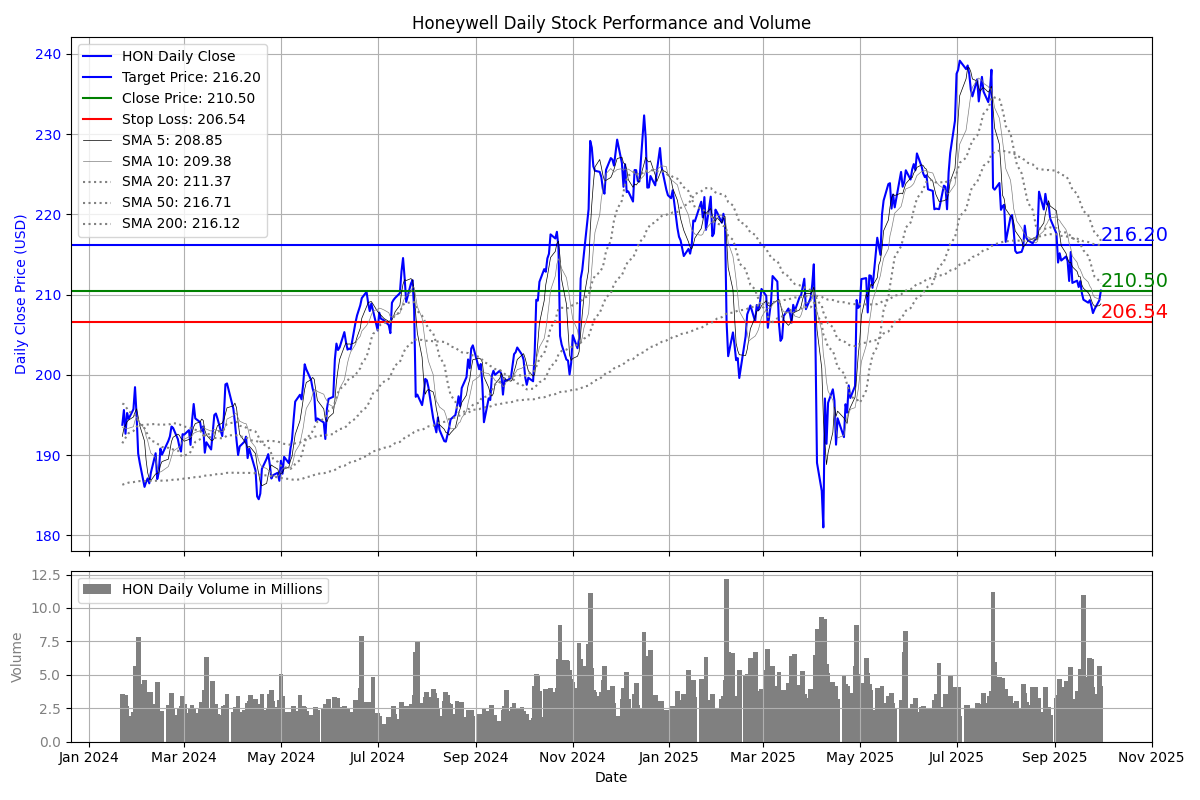 Honeywell Daily Stock Performance and Volume
HON Daily Close
Target Price: 216.20
Close Price: 210.50
Stop Loss: 206.54
SMA 5: 208.85
SMA 10: 209.38
SMA 20: 211.37
SMA 50: 216.71
SMA 200: 216.12
Daily Close Price (USD)
240
230
220
210
200
190
180
216.20
210.50
206.54
HON Daily Volume in Millions
Volume
12.5
10.0
7.5
5.0
2.5
0.0
Jan 2024 Mar 2024 May 2024 Jul 2024 Sep 2024 Nov 2024 Jan 2025 Mar 2025 May 2025 Jul 2025 Sep 2025 Nov 2025
Date